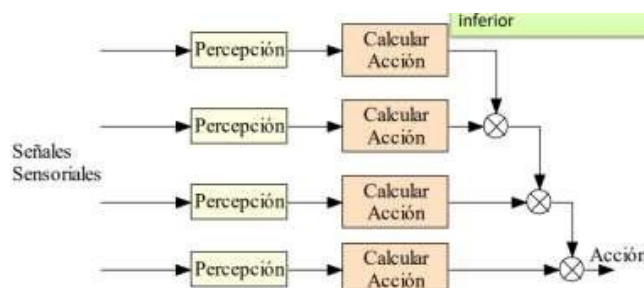 inferior
Percepción
Calcular
Acción
Percepción
Calcular
Acción
Señales
Sensoriales
Percepción
Calcular
Acción
Percepción
Calcular
Acción
Acción